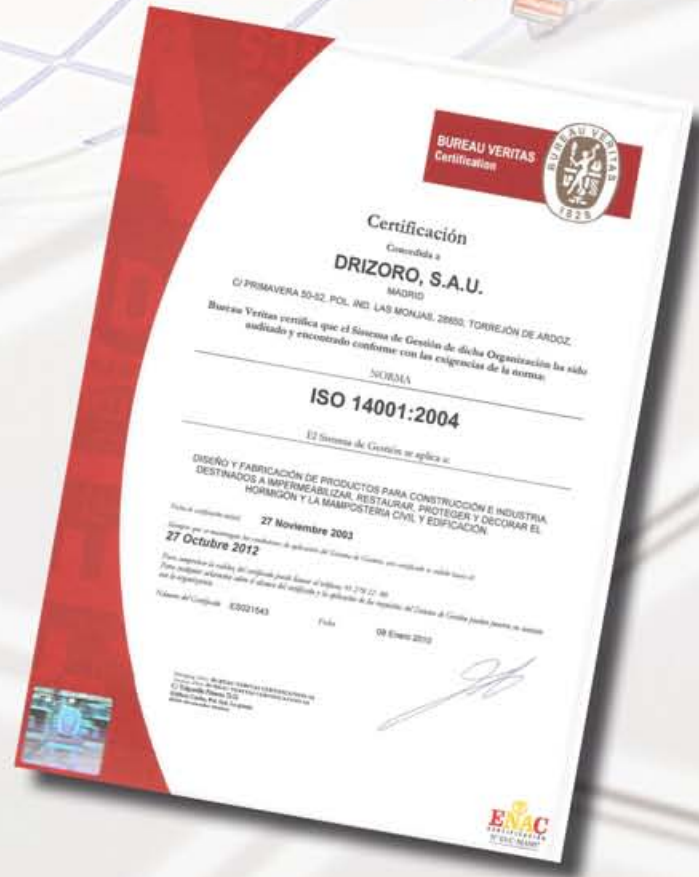 BUREAU VERITAS
Certification
BUREAU VERITAS
1828
Certificación
Concedida a
DRIZORO, S.A.U.
MADRID
C/ PRIMAVERA 50-52, POL. IND. LAS MONJAS, 28850, TORREJÓN DE ARDOZ,
Bureau Veritas certifica que el Sistema de Gestión de dicha Organización ha sido
auditado y encontrado conforme con las exigencias de la norma:
NORMA
ISO 14001:2004
El Sistema de Gestión se aplica a:
DISEÑO Y FABRICACIÓN DE PRODUCTOS PARA CONSTRUCCIÓN E INDUSTRIA,
DESTINADOS A IMPERMEABILIZAR, RESTAURAR, PROTEGER Y DECORAR EL
HORMIGÓN Y LA MAMPOSTERÍA CIVIL Y EDIFICACIÓN.
27 Noviembre 2003
27 Octubre 2012
Número del Certificado ES021543 Fecha 08 Enero 2010
ENAC
CERTIFICACIÓN